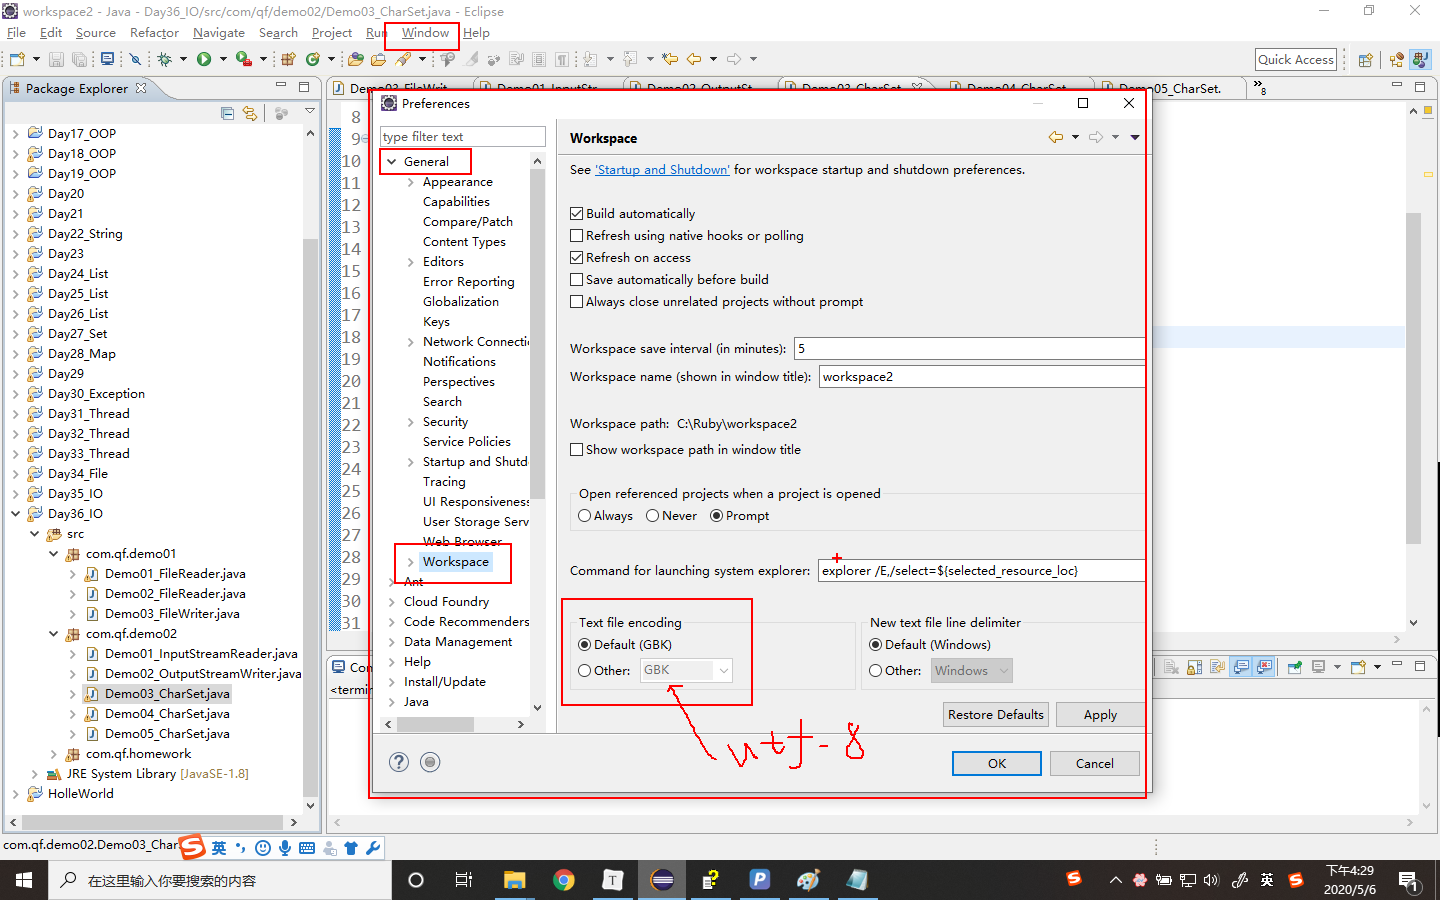 workspace2 - Java - Day36_IO/src/com/qf/demo02/Demo03_CharSet.java - Eclipse
File Edit Source Refactor Navigate Search Project Run Window Help
Quick Access
Package Explorer
Day17_OOP
Day18_OOP
Day19_OOP
Day20
Day21
Day22_String
Day23
Day24_List
Day25_List
Day26_List
Day27_Set
Day28_Map
Day29
Day30_Exception
Day31_Thread
Day32_Thread
Day33_Thread
Day34_File
Day35_IO
Day36_IO
src
com.qf.demo01
Demo01_FileReader.java
Demo02_FileReader.java
Demo03_FileWriter.java
com.qf.demo02
Demo01_InputStreamReader.java
Demo02_OutputStreamWriter.java
Demo03_CharSet.java
Demo04_CharSet.java
Demo05_CharSet.java
com.qf.homework
JRE System Library [JavaSE-1.8]
HolleWorld
Demo05_CharSet.
8
8
9
10
11
12
13
14
15
16
17
18
19
20
21
22
23
24
25
26
27
28
29
30
31
Con
<termin
Preferences
type filter text
General
Appearance
Capabilities
Compare/Patch
Content Types
Editors
Error Reporting
Globalization
Keys
Network Connectio
Notifications
Perspectives
Search
Security
Service Policies
Startup and Shutdo
Tracing
UI Responsiveness
User Storage Serv
Web Browser
Workspace
Ant
Cloud Foundry
Code Recommenders
Data Management
Help
Install/Update
Java
Workspace
See 'Startup and Shutdown' for workspace startup and shutdown preferences.
Build automatically
Refresh using native hooks or polling
Refresh on access
Save automatically before build
Always close unrelated projects without prompt
Workspace save interval (in minutes): 5
Workspace name (shown in window title): workspace2
Workspace path: C:\Ruby\workspace2
Show workspace path in window title
Open referenced projects when a project is opened
Always Never Prompt
Command for launching system explorer: explorer /E,/select=${selected_resource_loc}
Text file encoding
Default (GBK)
Other: GBK
New text file line delimiter
Default (Windows)
Other: Windows
utf-8
Restore Defaults Apply
OK Cancel
com.qf.demo02.Demo03_Char
英
在这里输入你要搜索的内容
英
下午4:29
2020/5/6
1